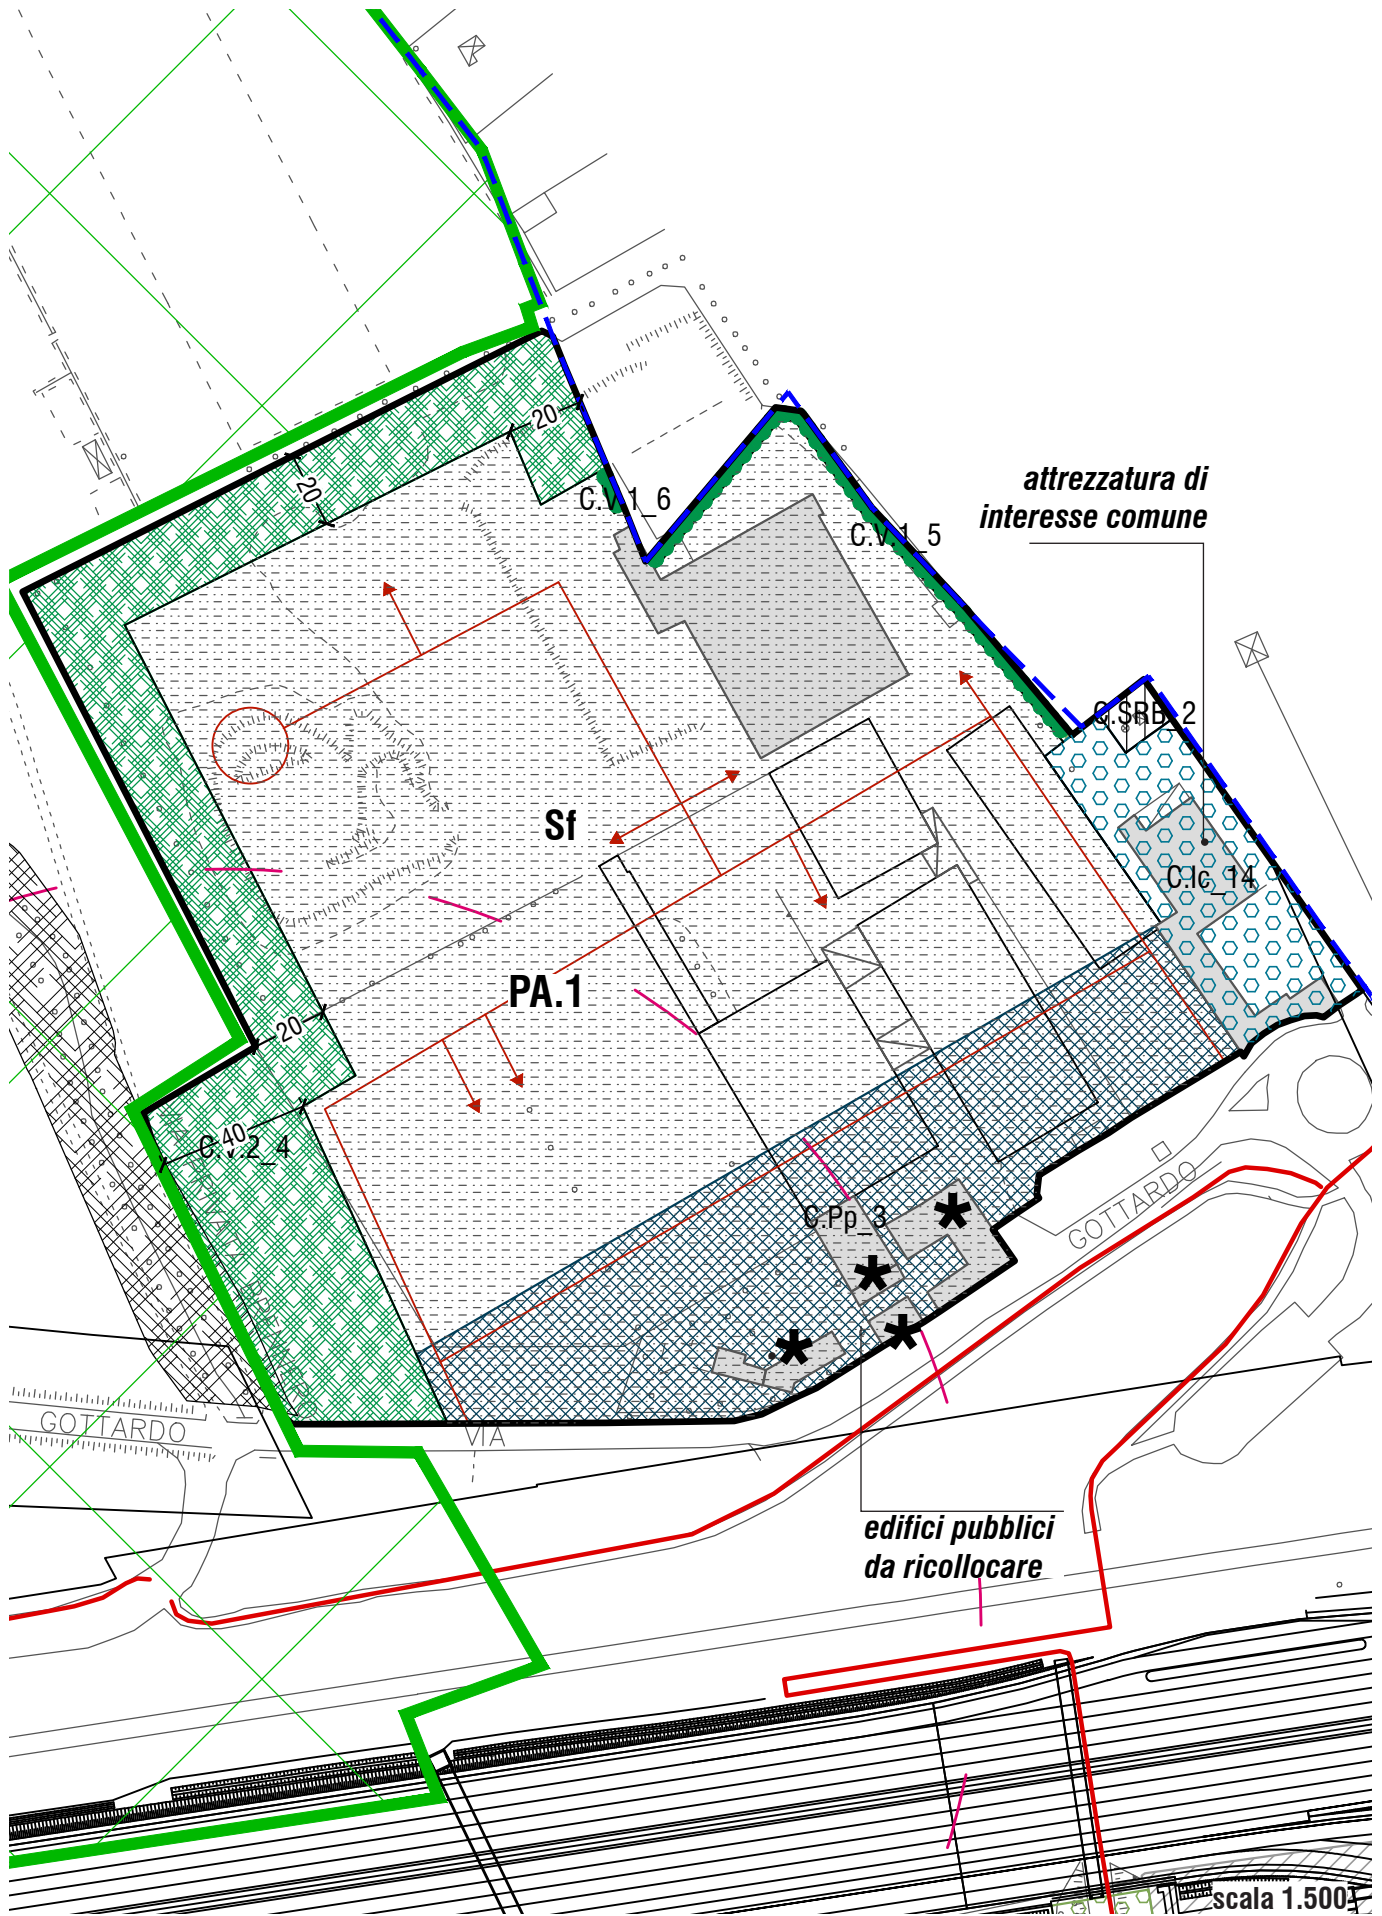 20
20
C.V.1_6
attrezzatura di
interesse comune
C.V.1_5
C.SRB_2
Sf
C.Ic_14
PA.1
20
40
C.V.2_4
C.Pp_3
*
*
*
*
GOTTARDO
GOTTARDO
VIA
edifici pubblici
da ricollocare
scala 1.500